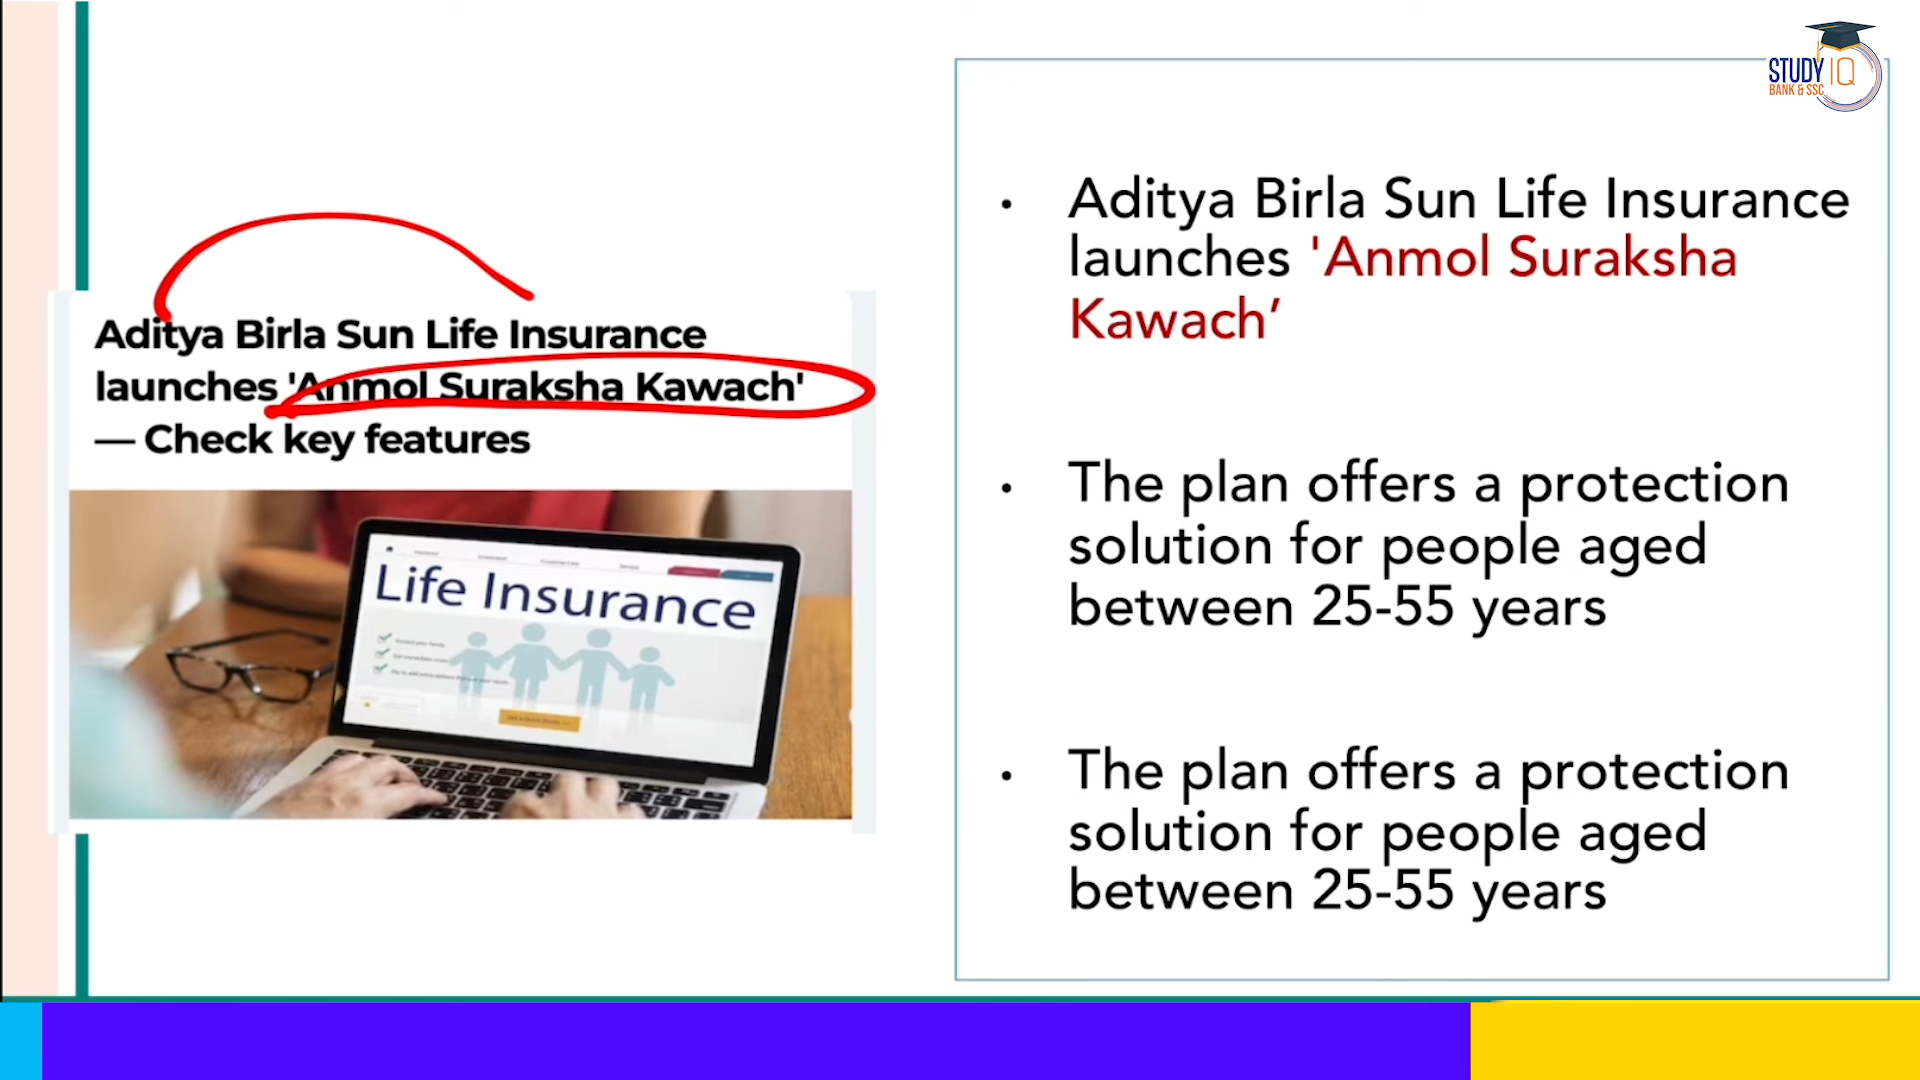 STUDY IQ
BANK & SSC
Aditya Birla Sun Life Insurance
launches 'Anmol Suraksha Kawach'
— Check key features
Life Insurance
• Aditya Birla Sun Life Insurance
launches 'Anmol Suraksha
Kawach’
• The plan offers a protection
solution for people aged
between 25-55 years
• The plan offers a protection
solution for people aged
between 25-55 years